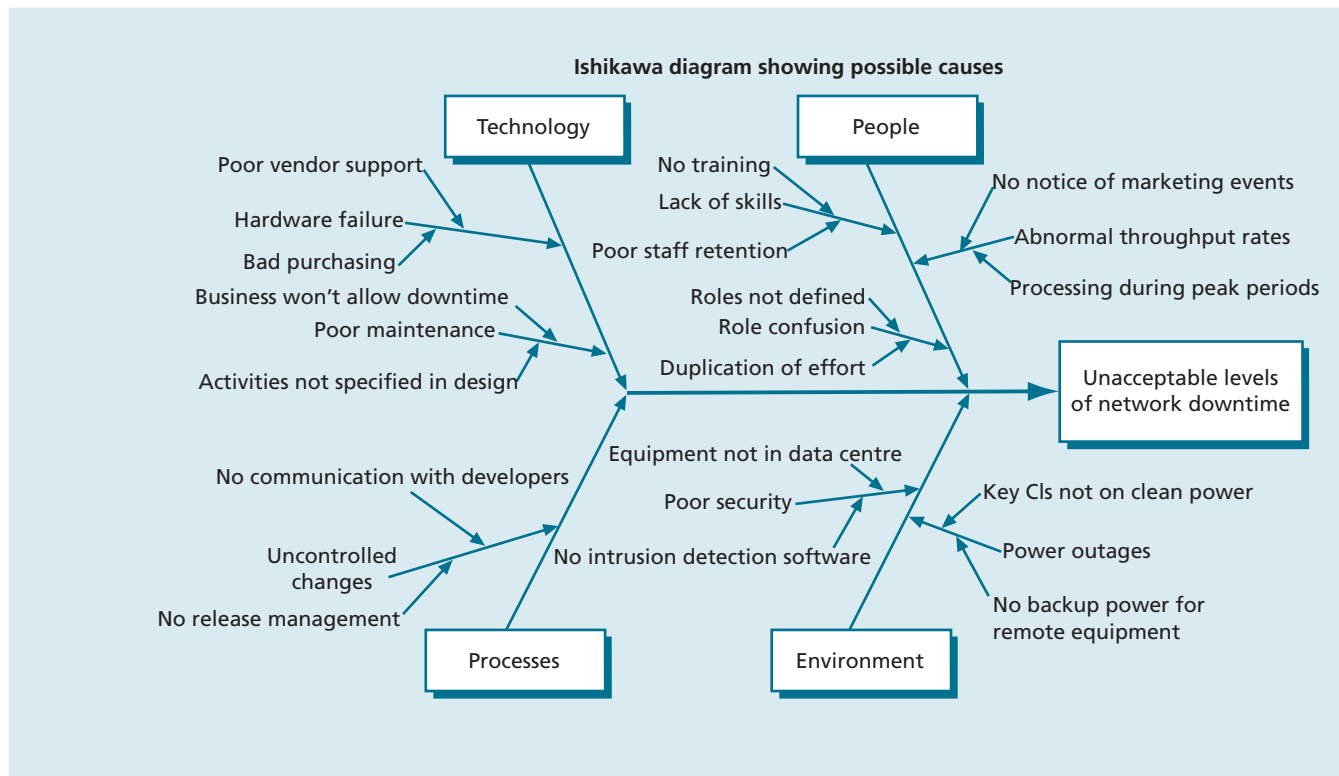 Ishikawa diagram showing possible causes
Technology
People
Poor vendor support
Hardware failure
Bad purchasing
Business won't allow downtime
Poor maintenance
Activities not specified in design
No training
Lack of skills
Poor staff retention
No notice of marketing events
Abnormal throughput rates
Processing during peak periods
Roles not defined
Role confusion
Duplication of effort
Unacceptable levels
of network downtime
No communication with developers
Uncontrolled
changes
No release management
Equipment not in data centre
Poor security
No intrusion detection software
Key CIs not on clean power
Power outages
No backup power for
remote equipment
Processes
Environment